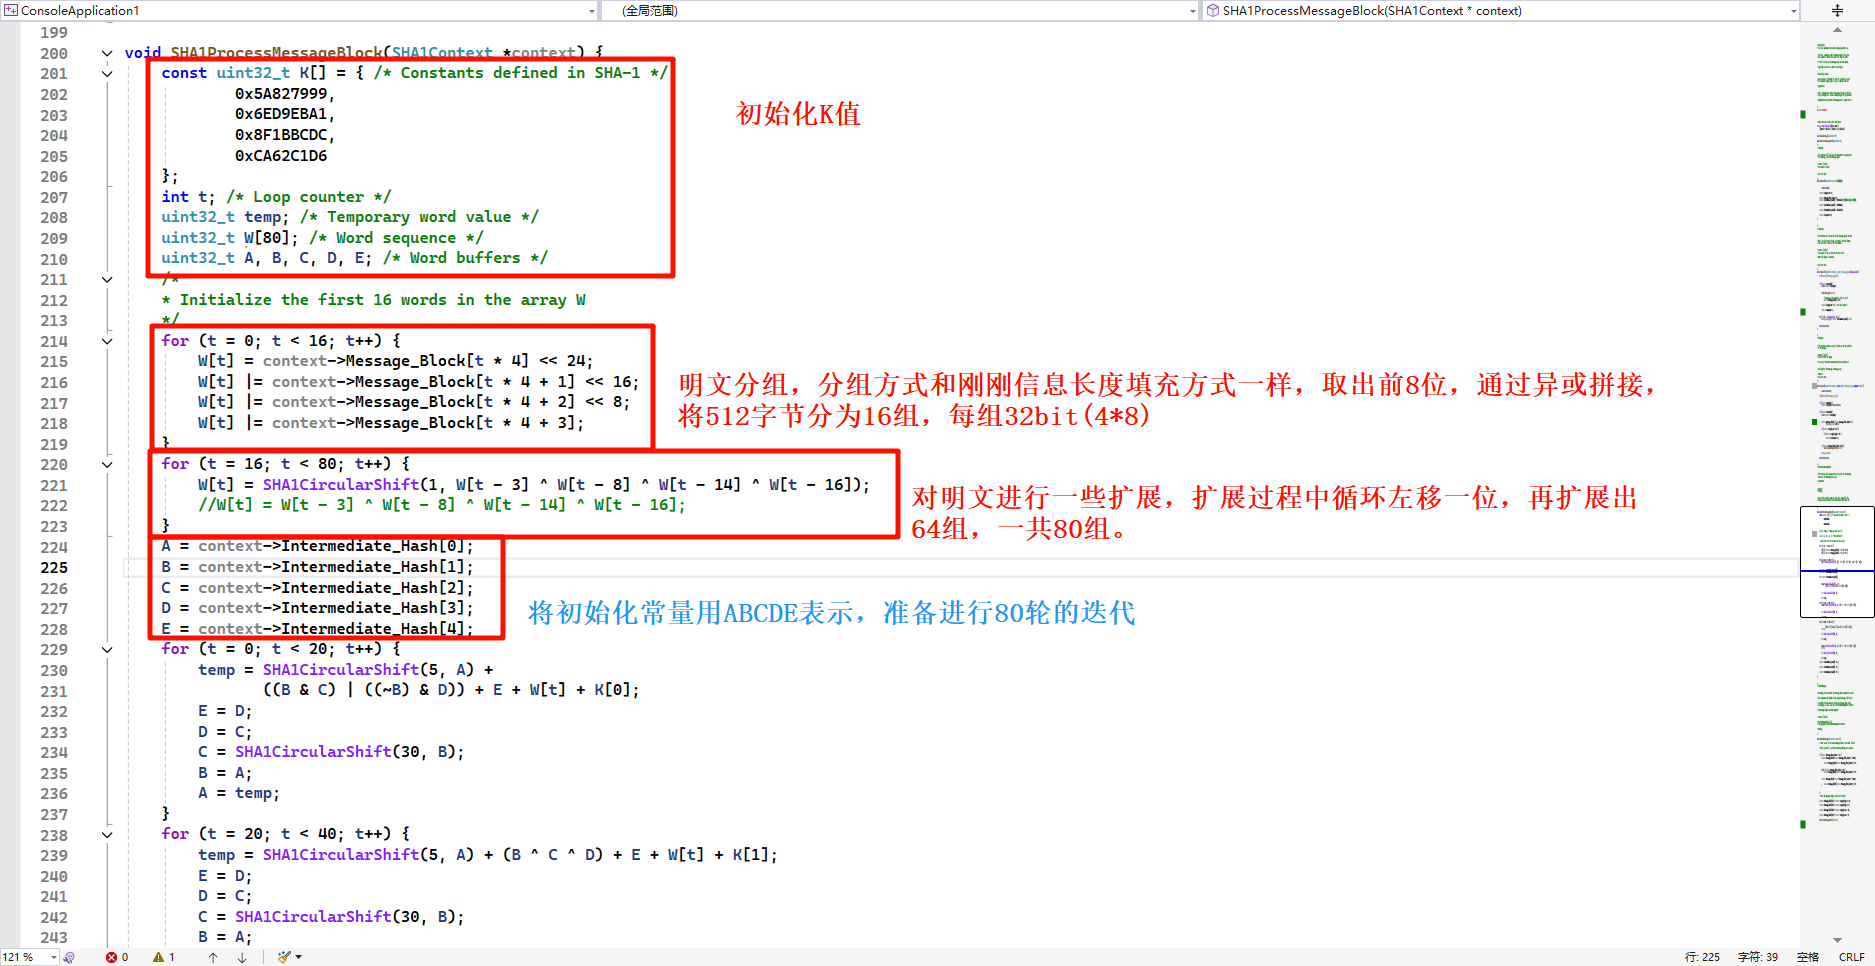 ConsoleApplication1
(全局范围)
SHA1ProcessMessageBlock(SHA1Context * context)
199
200 void SHA1ProcessMessageBlock(SHA1Context *context) {
201 const uint32_t K[] = { /* Constants defined in SHA-1 */
202 0x5A827999,
203 0x6ED9EBA1,
204 0x8F1BBCDC,
205 0xCA62C1D6
206 };
207 int t; /* Loop counter */
208 uint32_t temp; /* Temporary word value */
209 uint32_t W[80]; /* Word sequence */
210 uint32_t A, B, C, D, E; /* Word buffers */
初始化K值
211 /*
212 * Initialize the first 16 words in the array W
213 */
214 for (t = 0; t < 16; t++) {
215 W[t] = context->Message_Block[t * 4] << 24;
216 W[t] |= context->Message_Block[t * 4 + 1] << 16;
217 W[t] |= context->Message_Block[t * 4 + 2] << 8;
218 W[t] |= context->Message_Block[t * 4 + 3];
219 }
明文分组，分组方式和刚刚信息长度填充方式一样，取出前8位，通过异或拼接，
将512字节分为16组，每组32bit(4*8)
220 for (t = 16; t < 80; t++) {
221 W[t] = SHA1CircularShift(1, W[t - 3] ^ W[t - 8] ^ W[t - 14] ^ W[t - 16]);
222 //W[t] = W[t - 3] ^ W[t - 8] ^ W[t - 14] ^ W[t - 16];
223 }
对明文进行一些扩展，扩展过程中循环左移一位，再扩展出
64组，一共80组。
224 A = context->Intermediate_Hash[0];
225 B = context->Intermediate_Hash[1];
226 C = context->Intermediate_Hash[2];
227 D = context->Intermediate_Hash[3];
228 E = context->Intermediate_Hash[4];
将初始化常量用ABCDE表示，准备进行80轮的迭代
229 for (t = 0; t < 20; t++) {
230 temp = SHA1CircularShift(5, A) +
231 ((B & C) | ((~B) & D)) + E + W[t] + K[0];
232 E = D;
233 D = C;
234 C = SHA1CircularShift(30, B);
235 B = A;
236 A = temp;
237 }
238 for (t = 20; t < 40; t++) {
239 temp = SHA1CircularShift(5, A) + (B ^ C ^ D) + E + W[t] + K[1];
240 E = D;
241 D = C;
242 C = SHA1CircularShift(30, B);
243 B = A;
121 %
0
1
行: 225
字符: 39
空格
CRLF